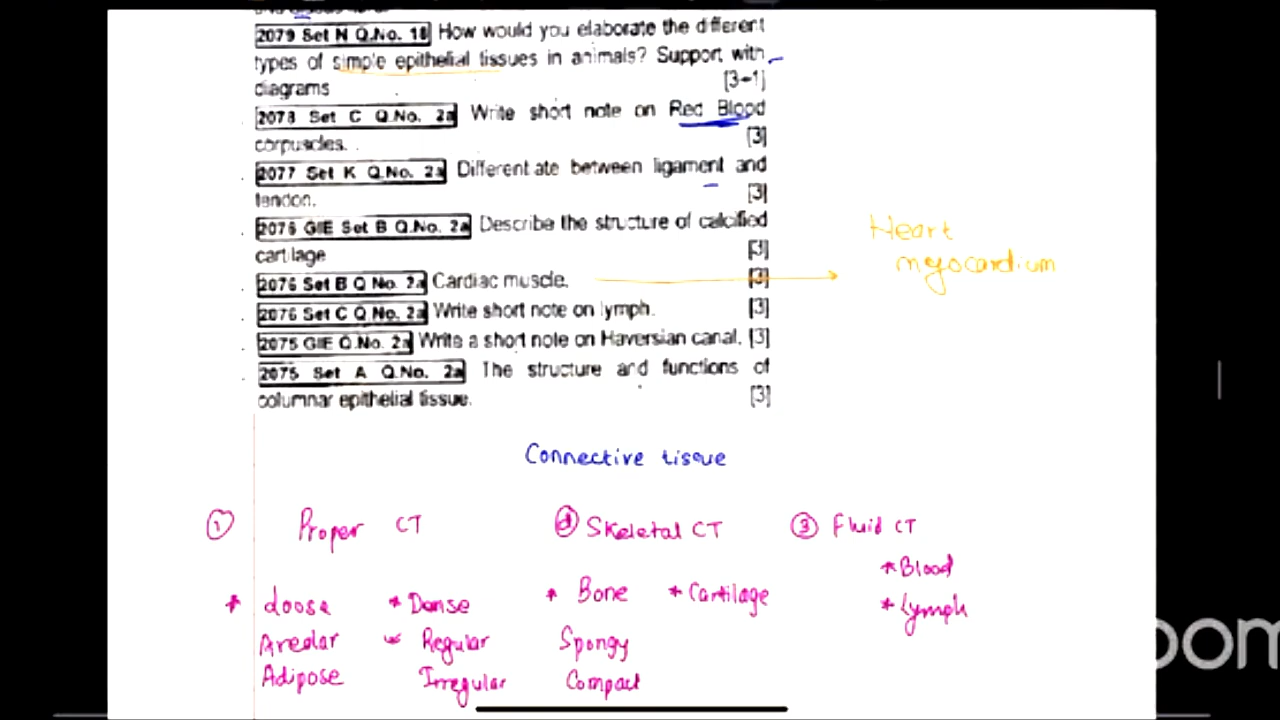 2079 Set N Q.No. 18 How would you elaborate the different
types of simple epithelial tissues in animals? Support with
diagrams [3+1]
2078 Set C Q.No. 2a Write short note on Red Blood
corpuscles. [3]
2077 Set K Q.No. 2a Differentiate between ligament and
tendon. [3]
2076 GIE Set B Q.No. 2a Describe the structure of calcified
cartilage [3]
2076 Set B Q No. 2a Cardiac muscle. [3]
Heart
myocardium
2076 Set C Q.No. 2a Write short note on lymph. [3]
2075 GIE Q.No. 2a Write a short note on Haversian canal. [3]
2075 Set A Q.No. 2a The structure and functions of
columnar epithelial tissue. [3]
Connective tissue
① Proper CT ② Skeletal CT ③ Fluid CT
* Blood
* loose * Dense * Bone * Cartilage * Lymph
Areolar * Regular Spongy
Adipose Irregular Compact
oom